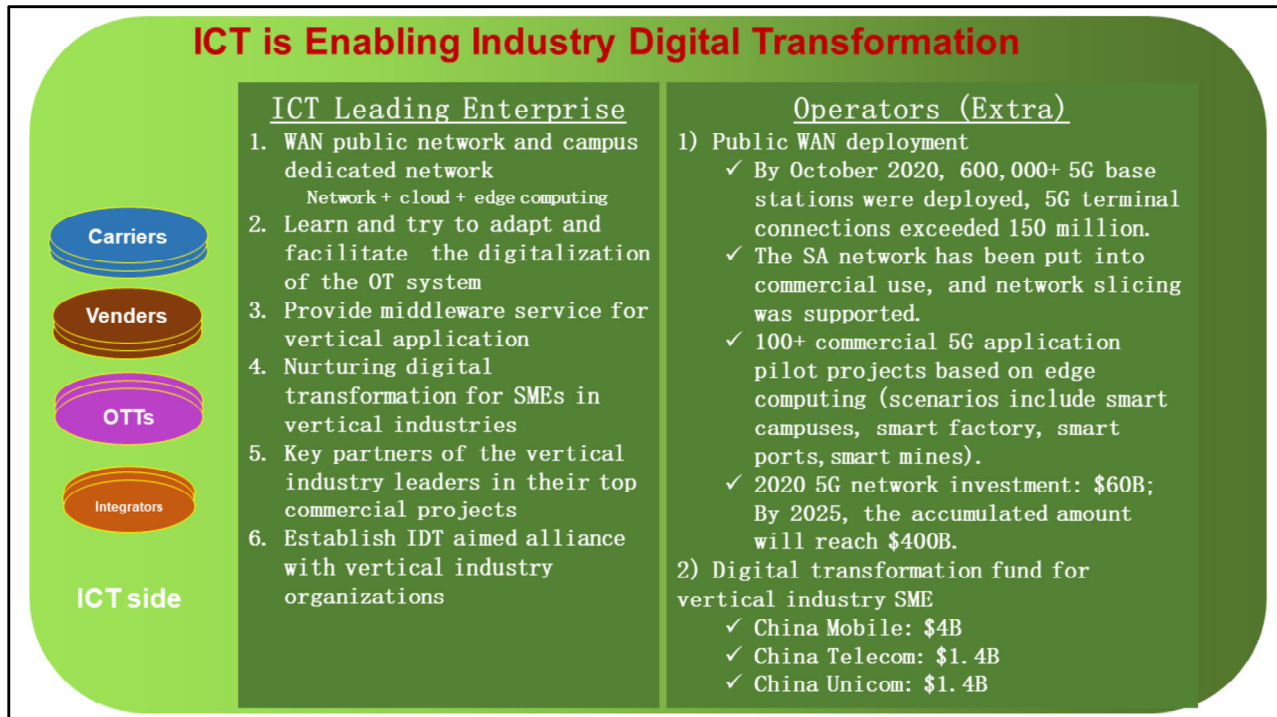 ICT is Enabling Industry Digital Transformation
Carriers
Venders
OTTs
Integrators
ICT side
ICT Leading Enterprise
1. WAN public network and campus
dedicated network
Network + cloud + edge computing
2. Learn and try to adapt and
facilitate the digitalization
of the OT system
3. Provide middleware service for
vertical application
4. Nurturing digital
transformation for SMEs in
vertical industries
5. Key partners of the vertical
industry leaders in their top
commercial projects
6. Establish IDT aimed alliance
with vertical industry
organizations
Operators (Extra)
1) Public WAN deployment
✓ By October 2020, 600,000+ 5G base
stations were deployed, 5G terminal
connections exceeded 150 million.
✓ The SA network has been put into
commercial use, and network slicing
was supported.
✓ 100+ commercial 5G application
pilot projects based on edge
computing (scenarios include smart
campuses, smart factory, smart
ports,smart mines).
✓ 2020 5G network investment: $60B;
By 2025, the accumulated amount
will reach $400B.
2) Digital transformation fund for
vertical industry SME
✓ China Mobile: $4B
✓ China Telecom: $1.4B
✓ China Unicom: $1.4B